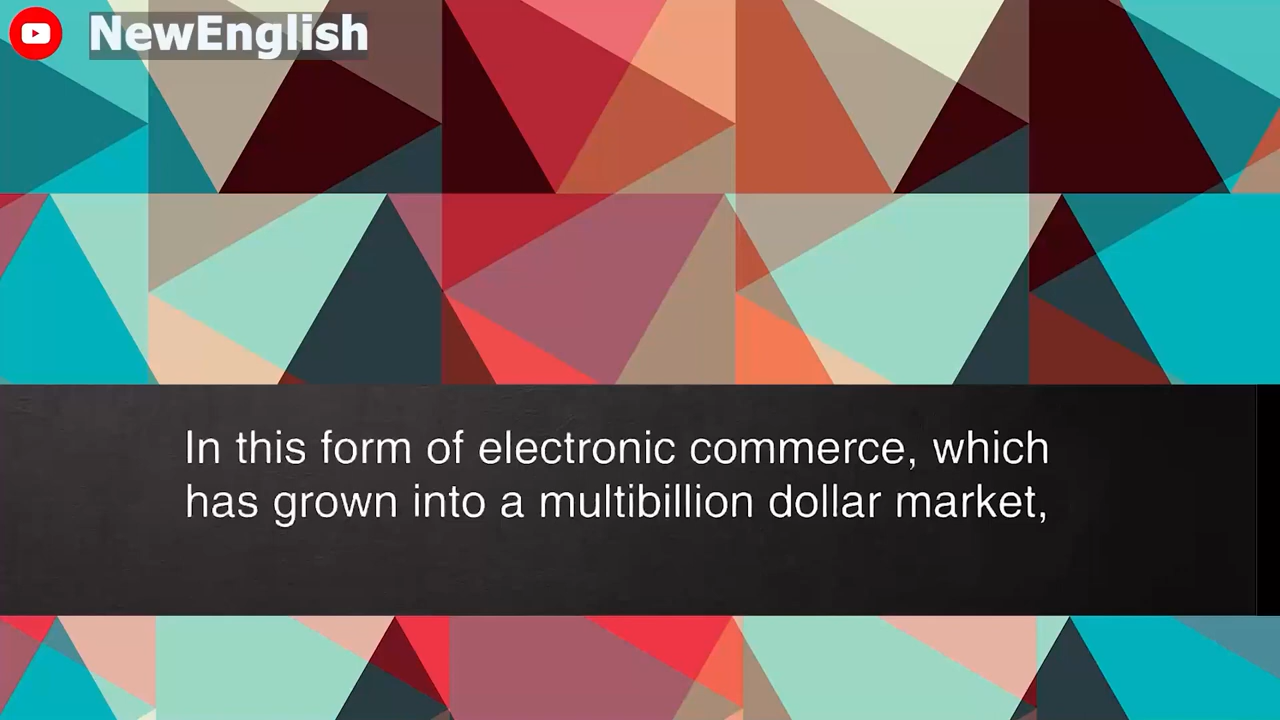 NewEnglish
In this form of electronic commerce, which
has grown into a multibillion dollar market,